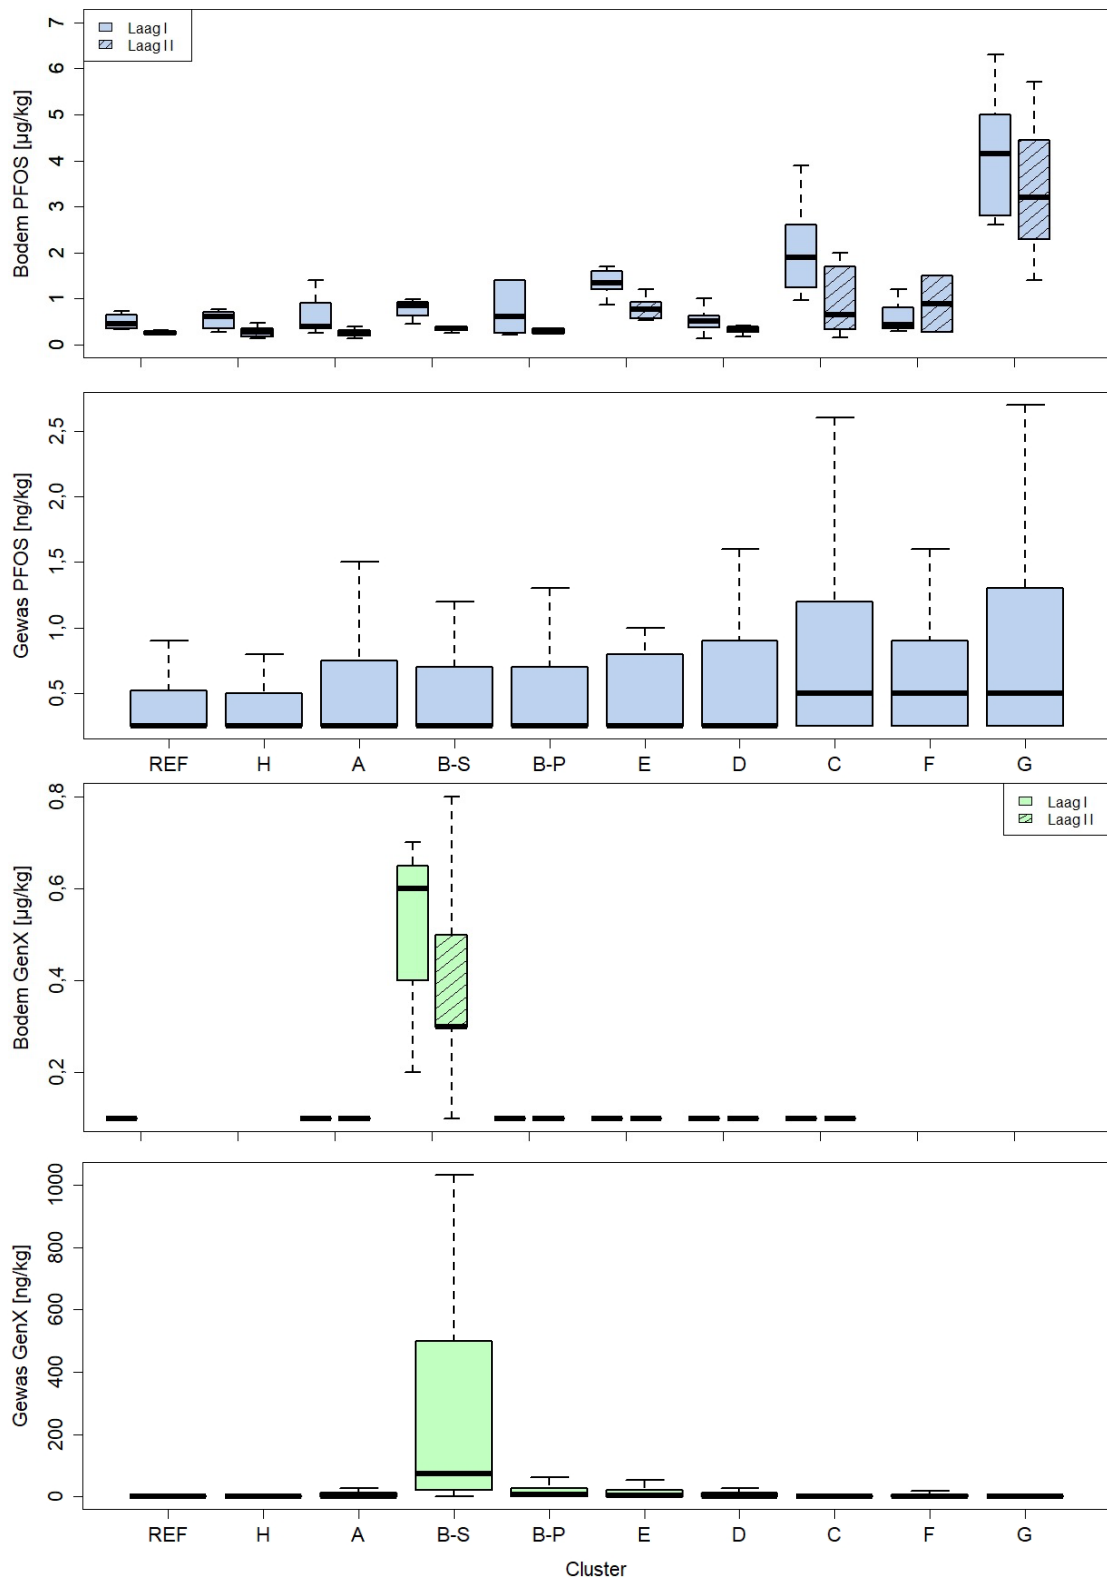 Bodem PFOS [µg/kg]
7
6
5
4
3
2
1
0
Laag I
Laag II
Gewas PFOS [ng/kg]
2,5,
2,0,
1,5,
1,0,
0,5,
REF H A B-S B-P E D C F G
Bodem GenX [µg/kg]
0,8,
0,6,
0,4,
0,2,
Laag I
Laag II
Gewas GenX [ng/kg]
1000
800
600
400
200
0
REF H A B-S B-P E D C F G
Cluster